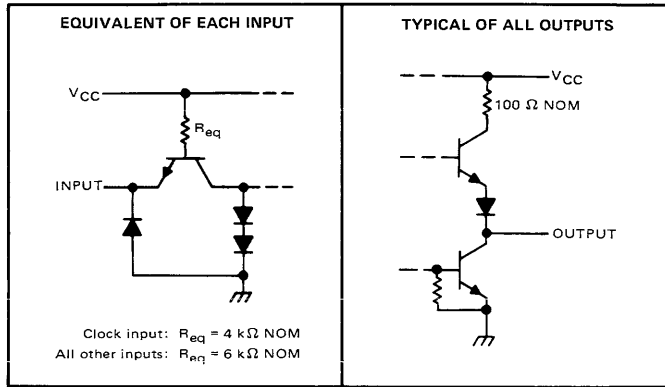 EQUIVALENT OF EACH INPUT
VCC
Req
INPUT
Clock input: Req = 4 kΩ NOM
All other inputs: Req = 6 kΩ NOM
TYPICAL OF ALL OUTPUTS
VCC
100 Ω NOM
OUTPUT